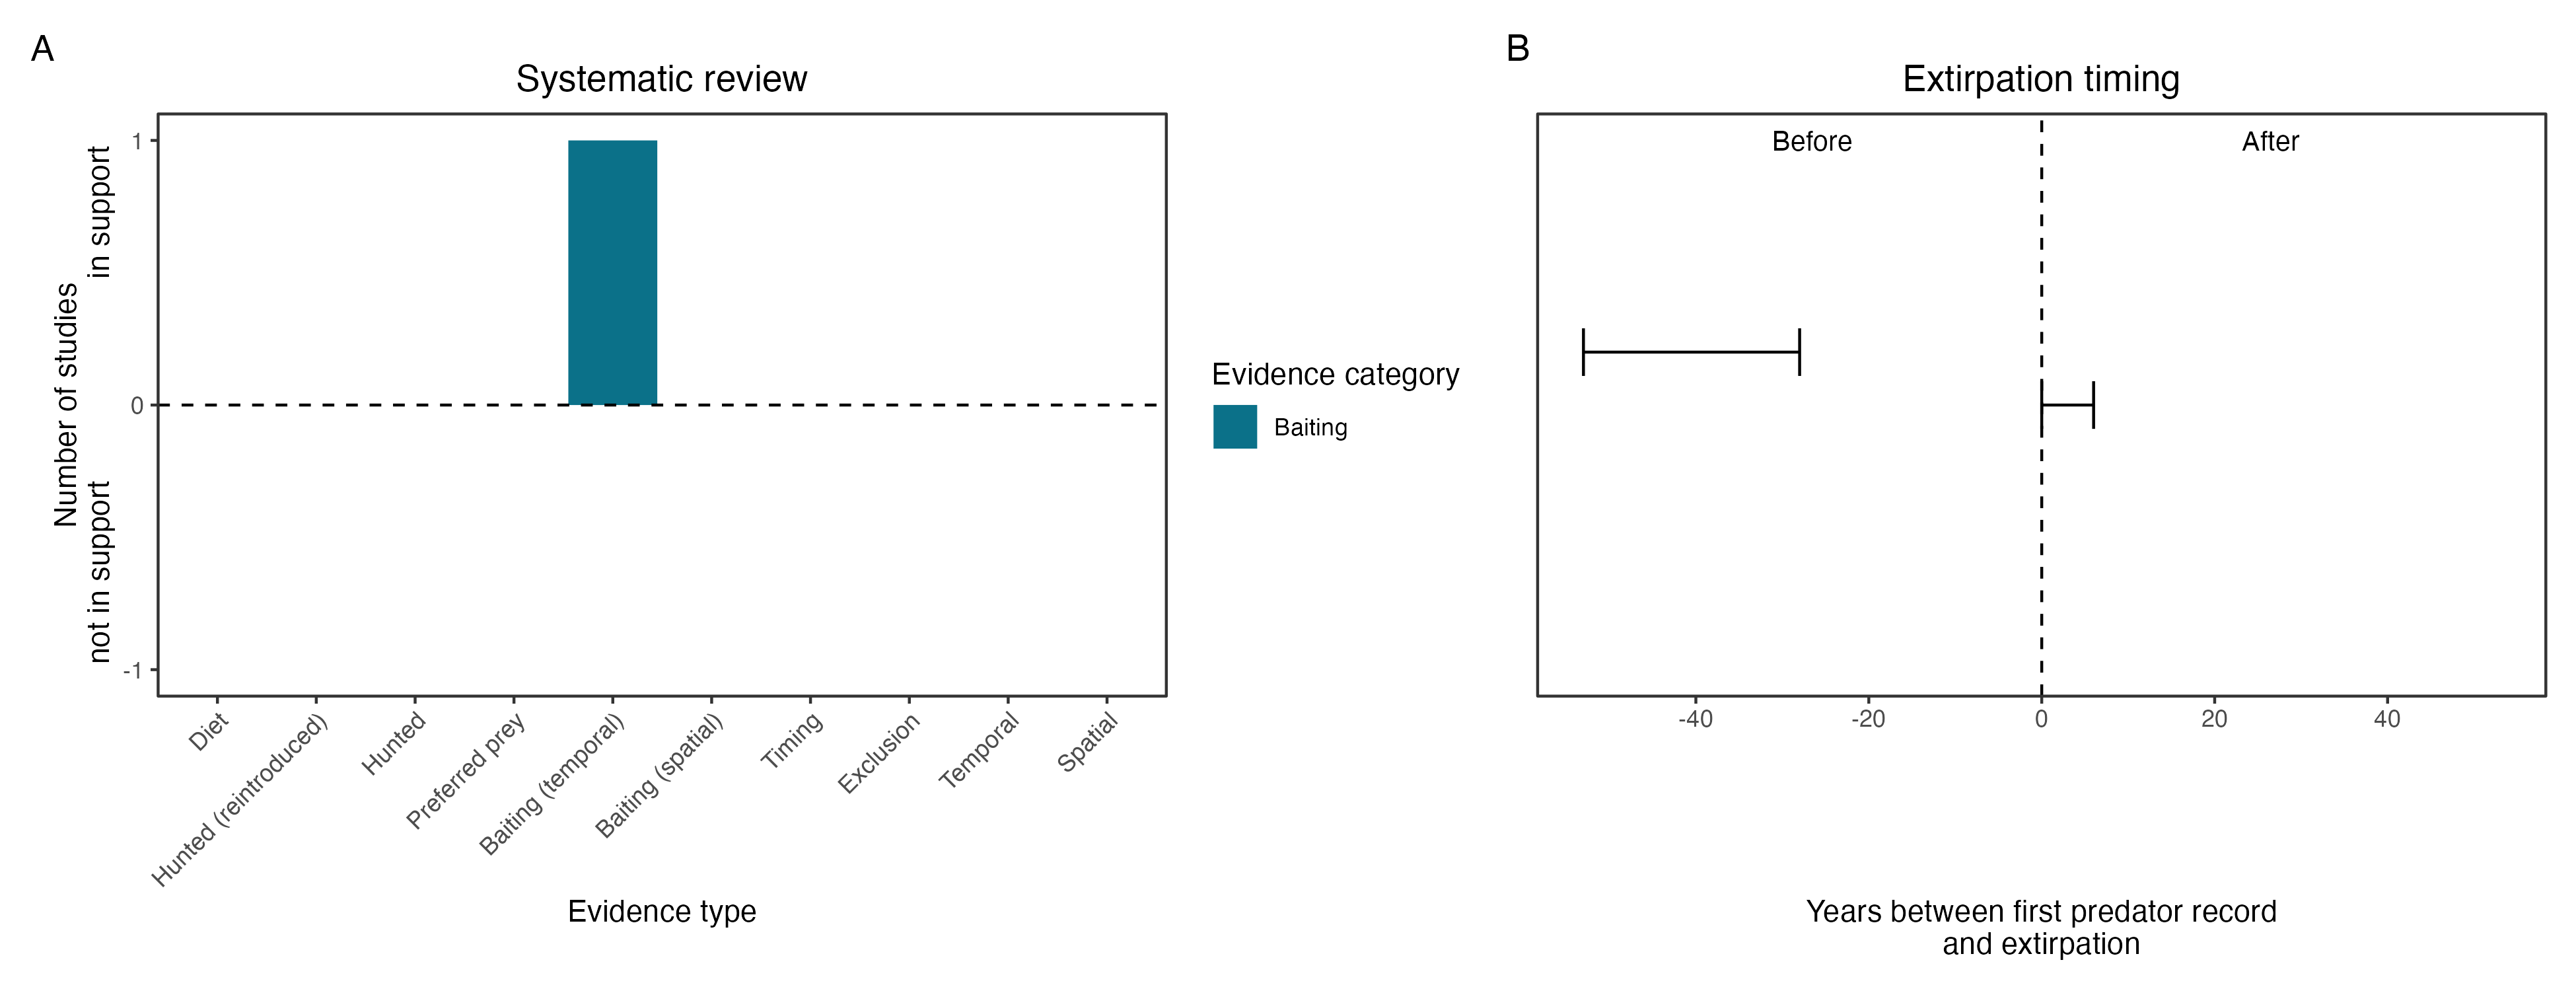 A
Systematic review
Number of studies
in support
not in support
1
0
-1
Diet
Hunted (reintroduced)
Hunted
Preferred prey
Baiting (temporal)
Baiting (spatial)
Timing
Exclusion
Temporal
Spatial
Evidence type
Evidence category
Baiting
B
Extirpation timing
Before
After
-40
-20
0
20
40
Years between first predator record
and extirpation